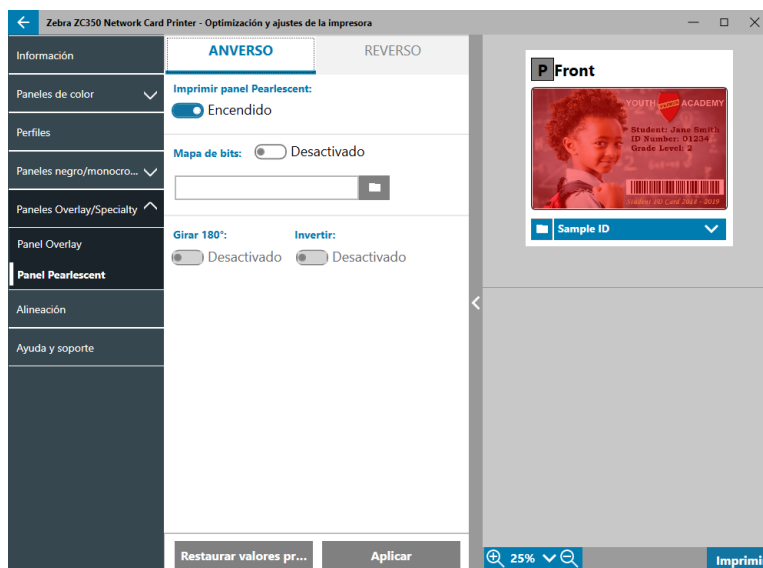 Zebra ZC350 Network Card Printer - Optimización y ajustes de la impresora
Información
Paneles de color
Perfiles
Paneles negro/monocro...
Paneles Overlay/Specialty
Panel Overlay
Panel Pearlescent
Alineación
Ayuda y soporte
ANVERSO
REVERSO
Imprimir panel Pearlescent:
Encendido
Mapa de bits:
Desactivado
Girar 180°:
Invertir:
Desactivado
Desactivado
Restaurar valores pr...
Aplicar
P Front
YOUTH ACADEMY
Student: Jane Smith
ID Number: 01234
Grade Level: 2
Student ID Card 2018 - 2019
Sample ID
25%
Imprimi